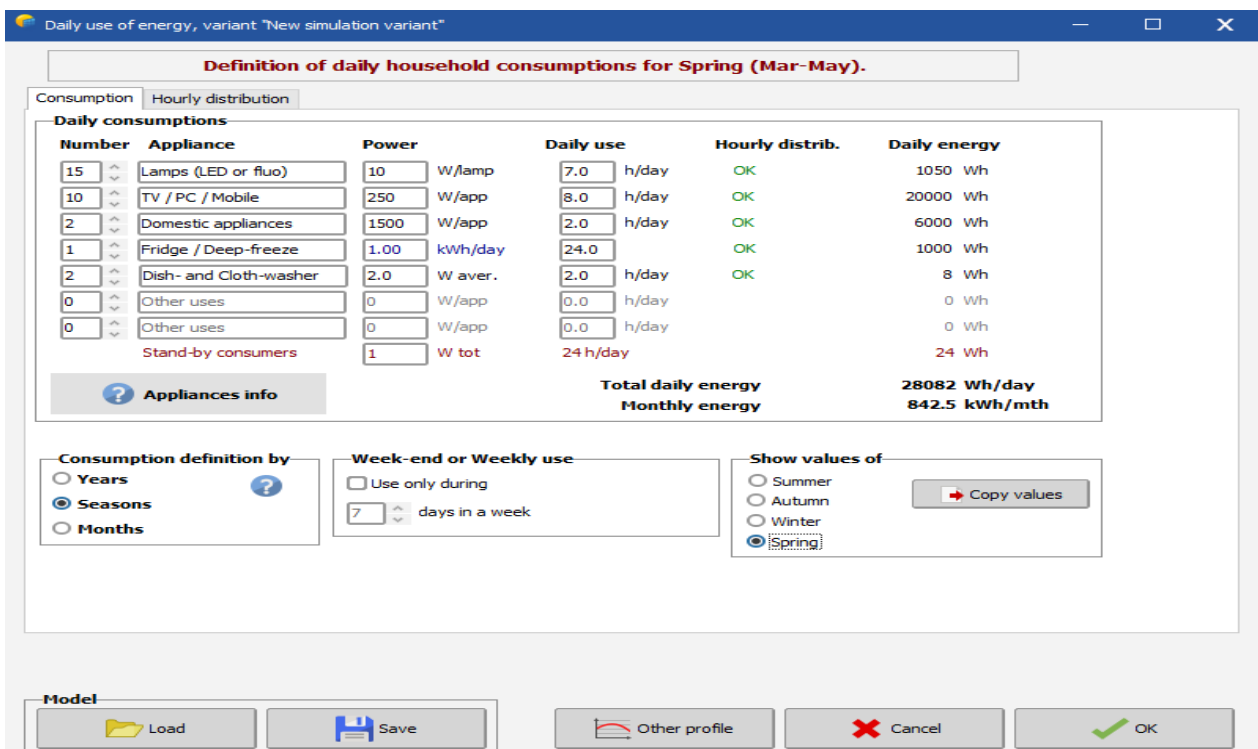 Daily use of energy, variant "New simulation variant"
Definition of daily household consumptions for Spring (Mar-May).
Consumption Hourly distribution
Daily consumptions
Number Appliance Power Daily use Hourly distrib. Daily energy
15 Lamps (LED or fluo) 10 W/lamp 7.0 h/day OK 1050 Wh
10 TV / PC / Mobile 250 W/app 8.0 h/day OK 20000 Wh
2 Domestic appliances 1500 W/app 2.0 h/day OK 6000 Wh
1 Fridge / Deep-freeze 1.00 kWh/day 24.0 OK 1000 Wh
2 Dish- and Cloth-washer 2.0 W aver. 2.0 h/day OK 8 Wh
0 Other uses 0 W/app 0.0 h/day 0 Wh
0 Other uses 0 W/app 0.0 h/day 0 Wh
Stand-by consumers 1 W tot 24 h/day 24 Wh
? Appliances info
Total daily energy 28082 Wh/day
Monthly energy 842.5 kWh/mth
Consumption definition by
Years
?
Seasons
Months
Week-end or Weekly use
Use only during
7 days in a week
Show values of
Summer
Autumn
Winter
Spring
Copy values
Model
Load Save Other profile Cancel OK